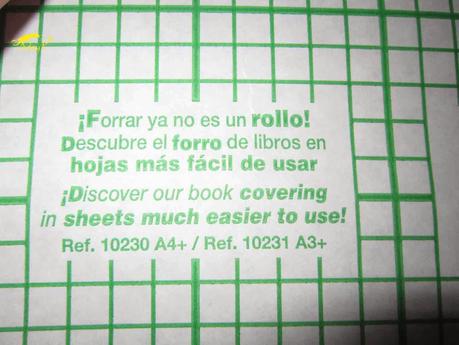 ¡Forrar ya no es un rollo!
Descubre el forro de libros en
hojas más fácil de usar
¡Discover our book covering
in sheets much easier to use!
Ref. 10230 A4+ / Ref. 10231 A3+